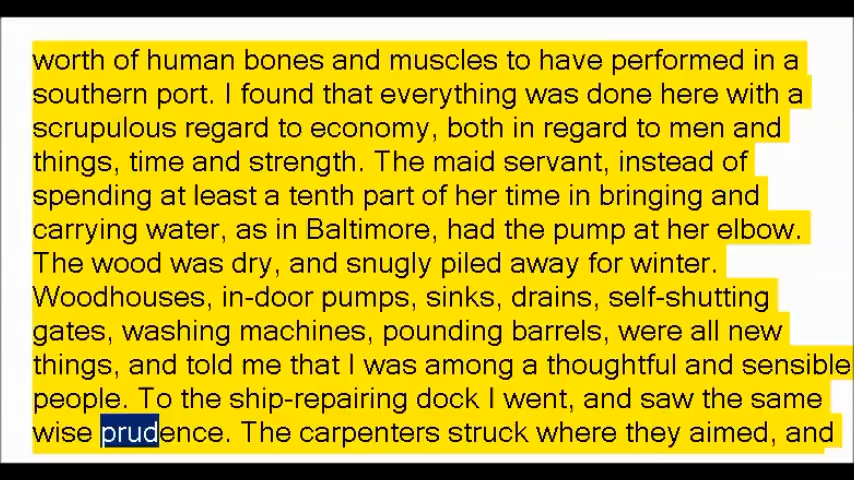 worth of human bones and muscles to have performed in a
southern port. I found that everything was done here with a
scrupulous regard to economy, both in regard to men and
things, time and strength. The maid servant, instead of
spending at least a tenth part of her time in bringing and
carrying water, as in Baltimore, had the pump at her elbow.
The wood was dry, and snugly piled away for winter.
Woodhouses, in-door pumps, sinks, drains, self-shutting
gates, washing machines, pounding barrels, were all new
things, and told me that I was among a thoughtful and sensible
people. To the ship-repairing dock I went, and saw the same
wise prudence. The carpenters struck where they aimed, and